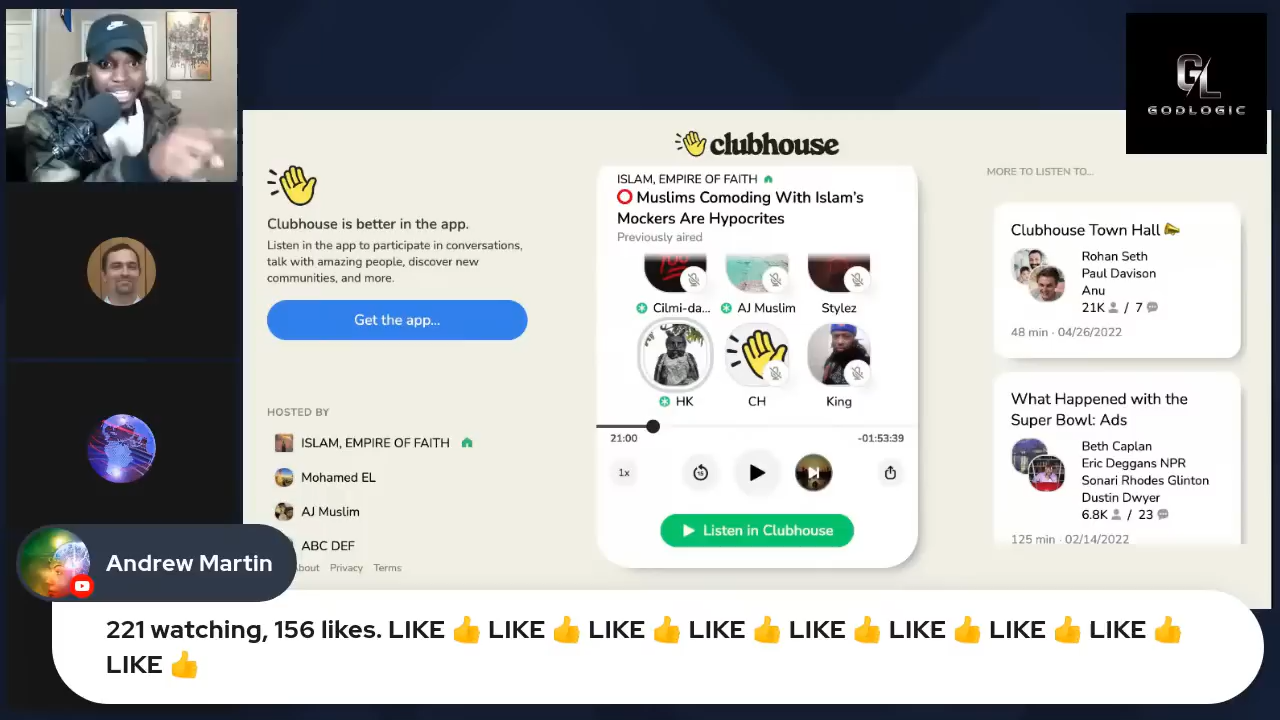 GL
GODLOGIC
Clubhouse is better in the app.
Listen in the app to participate in conversations,
talk with amazing people, discover new
communities, and more.
Get the app...
HOSTED BY
ISLAM, EMPIRE OF FAITH
Mohamed EL
AJ Muslim
ABC DEF
About Privacy Terms
clubhouse
ISLAM, EMPIRE OF FAITH
⭕ Muslims Comoding With Islam's
Mockers Are Hypocrites
Previously aired
Cilmi-da... AJ Muslim Stylez
HK CH King
21:00 -01:53:39
1x 15
Listen in Clubhouse
MORE TO LISTEN TO...
Clubhouse Town Hall 📣
Rohan Seth
Paul Davison
Anu
21K / 7
48 min · 04/26/2022
What Happened with the
Super Bowl: Ads
Beth Caplan
Eric Deggans NPR
Sonari Rhodes Glinton
Dustin Dwyer
6.8K / 23
125 min · 02/14/2022
Andrew Martin
221 watching, 156 likes. LIKE 👍 LIKE 👍 LIKE 👍 LIKE 👍 LIKE 👍 LIKE 👍 LIKE 👍 LIKE 👍
LIKE 👍